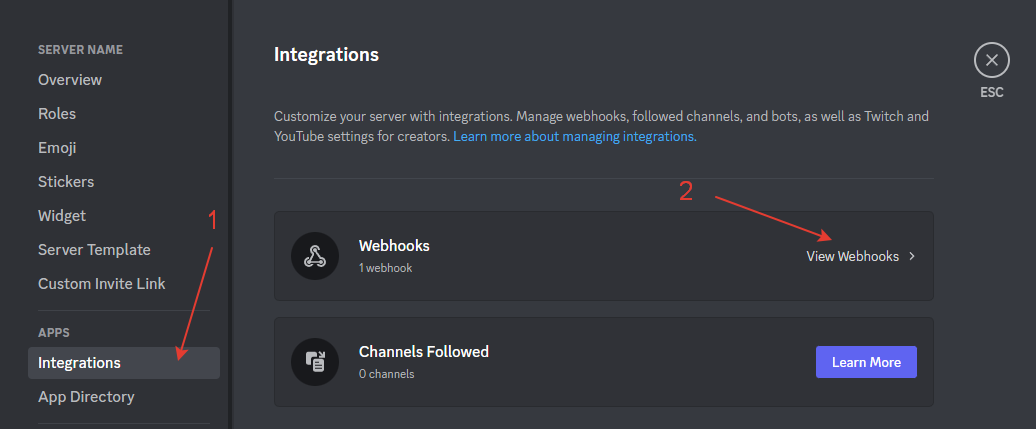 SERVER NAME
Overview
Roles
Emoji
Stickers
Widget
Server Template
Custom Invite Link
APPS
Integrations
App Directory
1
Integrations
ESC
Customize your server with integrations. Manage webhooks, followed channels, and bots, as well as Twitch and
YouTube settings for creators. Learn more about managing integrations.
2
Webhooks
1 webhook
View Webhooks
Channels Followed
0 channels
Learn More